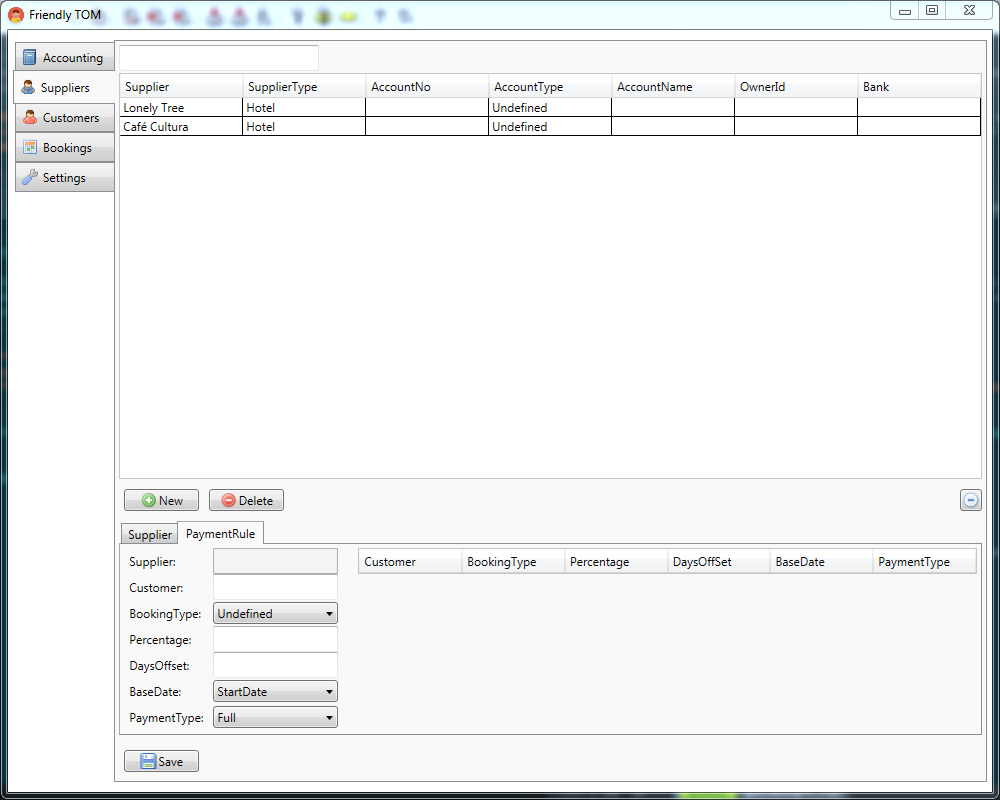 Friendly TOM
Accounting
Suppliers
Customers
Bookings
Settings
Supplier SupplierType AccountNo AccountType AccountName OwnerId Bank
Lonely Tree Hotel Undefined
Café Cultura Hotel Undefined
New Delete
Supplier PaymentRule
Supplier:
Customer:
BookingType: Undefined
Percentage:
DaysOffset:
BaseDate: StartDate
PaymentType: Full
Customer BookingType Percentage DaysOffSet BaseDate PaymentType
Save